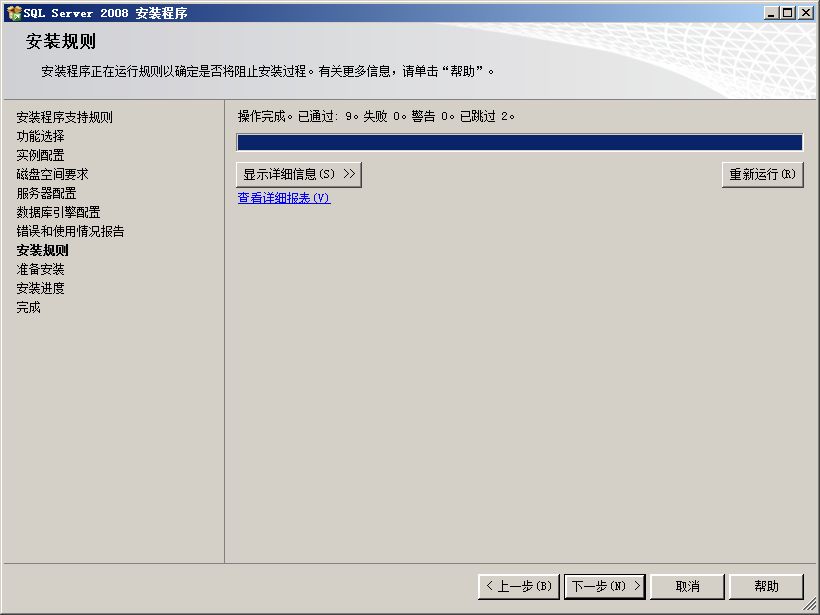 SQL Server 2008 安装程序
安装规则
安装程序正在运行规则以确定是否将阻止安装过程。有关更多信息，请单击“帮助”。
安装程序支持规则
功能选择
实例配置
磁盘空间要求
服务器配置
数据库引擎配置
错误和使用情况报告
安装规则
准备安装
安装进度
完成
操作完成。已通过: 9。失败 0。警告 0。已跳过 2。
显示详细信息(S) >>
重新运行(R)
查看详细报表(V)
< 上一步(B)
下一步(N) >
取消
帮助